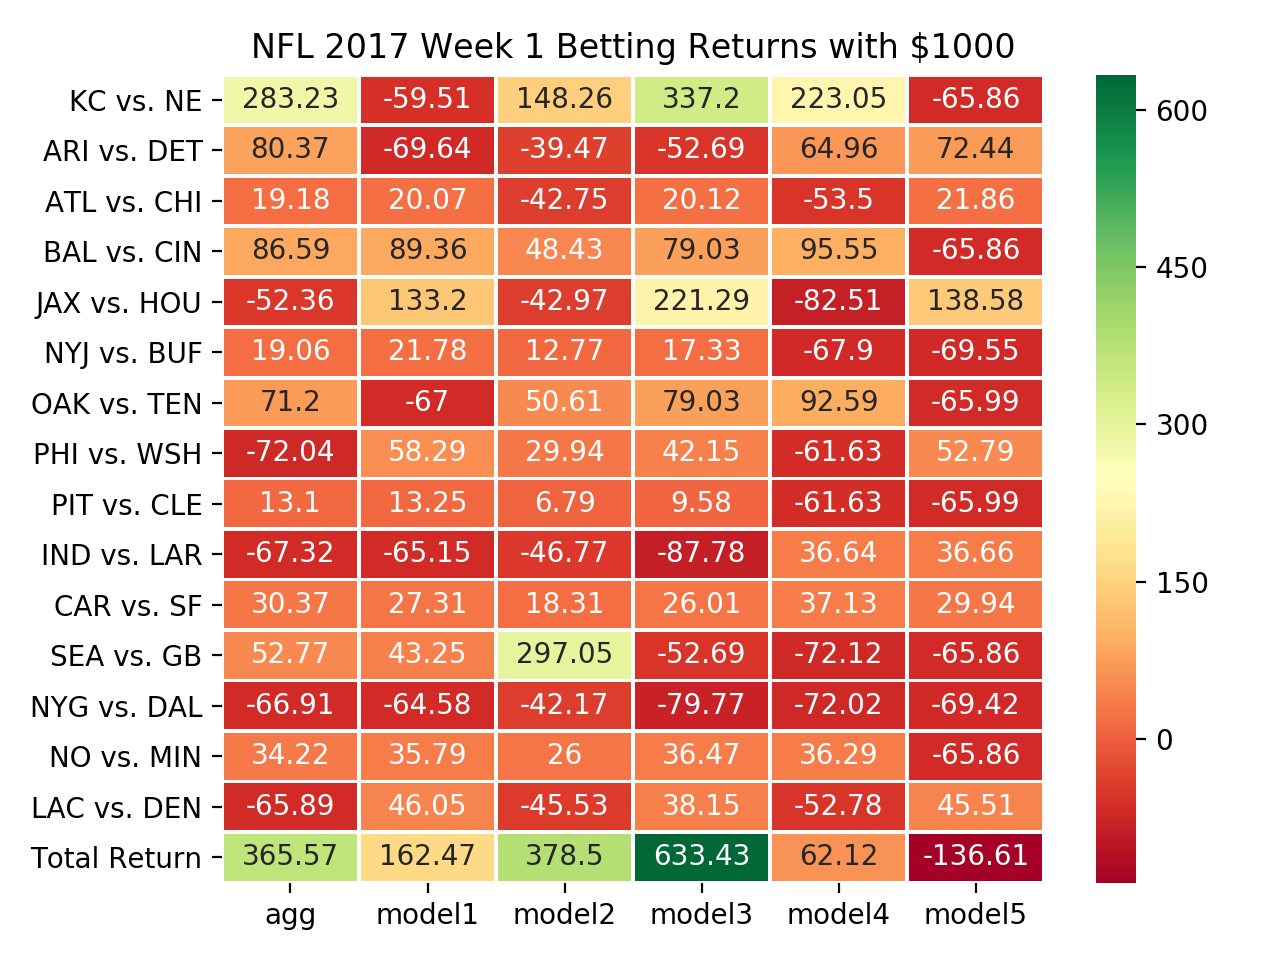 NFL 2017 Week 1 Betting Returns with $1000
KC vs. NE 283.23 -59.51 148.26 337.2 223.05 -65.86
ARI vs. DET 80.37 -69.64 -39.47 -52.69 64.96 72.44
ATL vs. CHI 19.18 20.07 -42.75 20.12 -53.5 21.86
BAL vs. CIN 86.59 89.36 48.43 79.03 95.55 -65.86
JAX vs. HOU -52.36 133.2 -42.97 221.29 -82.51 138.58
NYJ vs. BUF 19.06 21.78 12.77 17.33 -67.9 -69.55
OAK vs. TEN 71.2 -67 50.61 79.03 92.59 -65.99
PHI vs. WSH -72.04 58.29 29.94 42.15 -61.63 52.79
PIT vs. CLE 13.1 13.25 6.79 9.58 -61.63 -65.99
IND vs. LAR -67.32 -65.15 -46.77 -87.78 36.64 36.66
CAR vs. SF 30.37 27.31 18.31 26.01 37.13 29.94
SEA vs. GB 52.77 43.25 297.05 -52.69 -72.12 -65.86
NYG vs. DAL -66.91 -64.58 -42.17 -79.77 -72.02 -69.42
NO vs. MIN 34.22 35.79 26 36.47 36.29 -65.86
LAC vs. DEN -65.89 46.05 -45.53 38.15 -52.78 45.51
Total Return 365.57 162.47 378.5 633.43 62.12 -136.61
agg model1 model2 model3 model4 model5
600
450
300
150
0